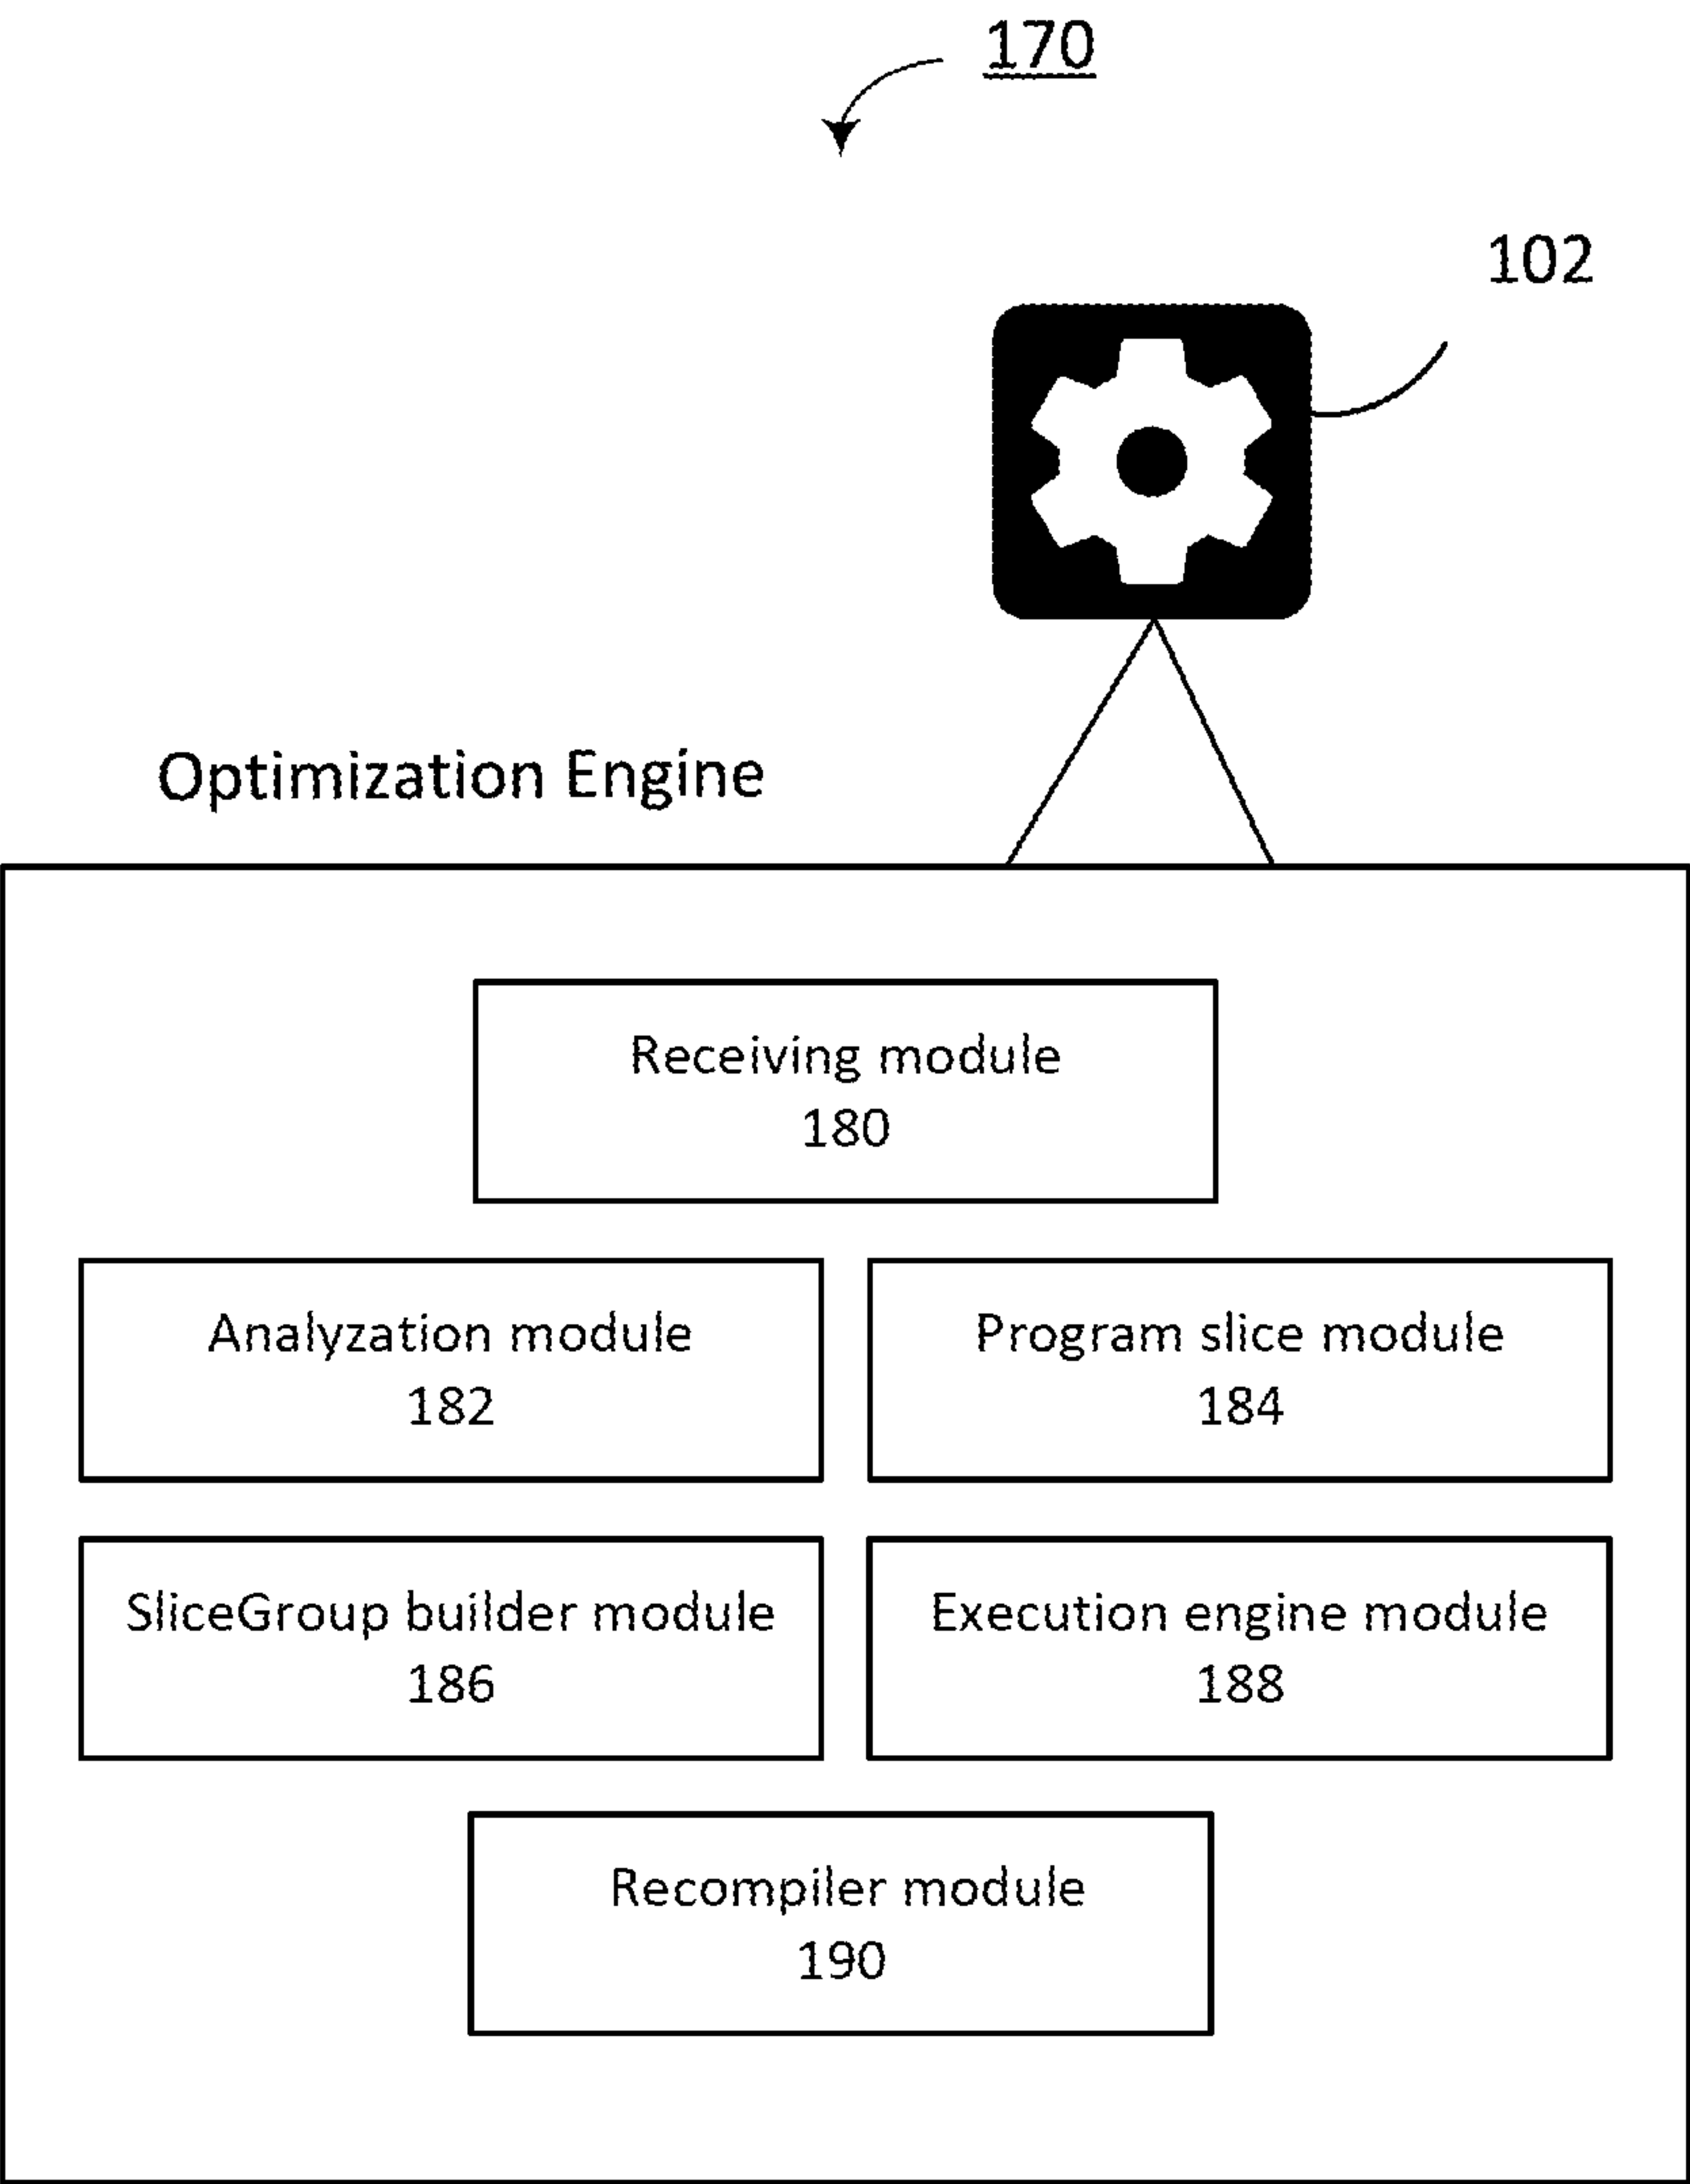 170
102
Optimization Engine
Receiving module
180
Analyzation module
182
Program slice module
184
SliceGroup builder module
186
Execution engine module
188
Recompiler module
190